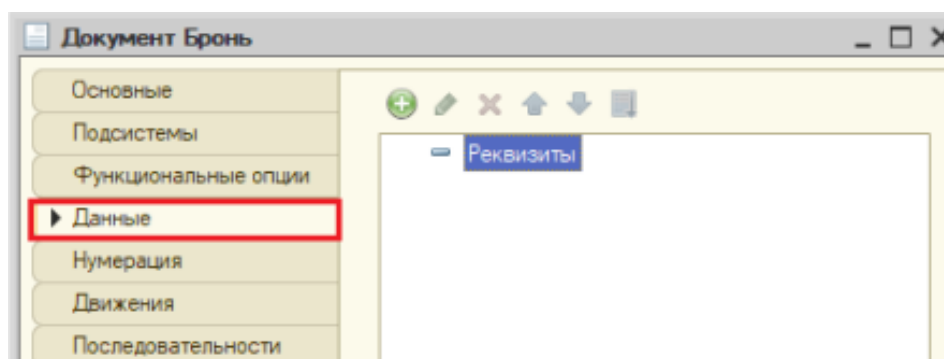 Документ Бронь
Основные
Подсистемы
Функциональные опции
Данные
Нумерация
Движения
Последовательности
Реквизиты